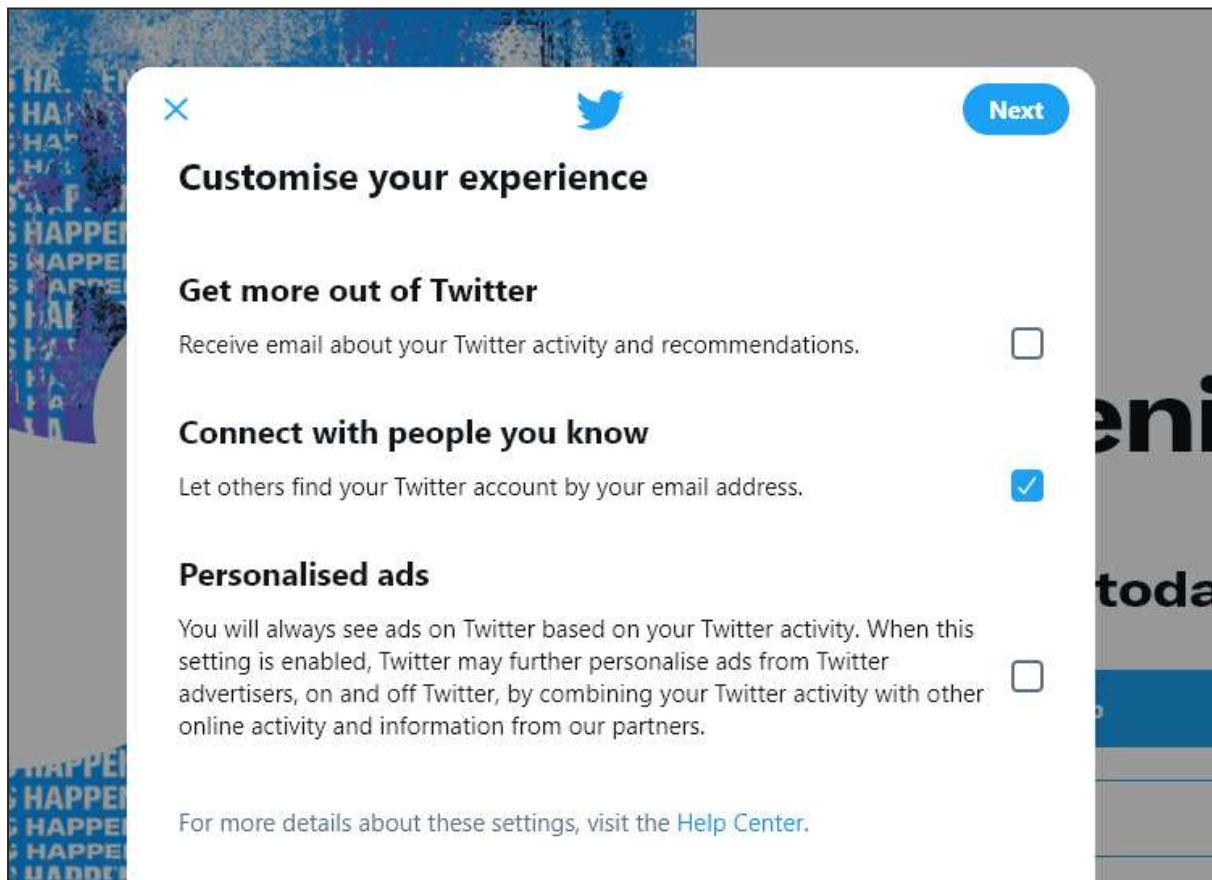 Next
Customise your experience
Get more out of Twitter
Receive email about your Twitter activity and recommendations.
Connect with people you know
Let others find your Twitter account by your email address.
Personalised ads
You will always see ads on Twitter based on your Twitter activity. When this
setting is enabled, Twitter may further personalise ads from Twitter
advertisers, on and off Twitter, by combining your Twitter activity with other
online activity and information from our partners.
For more details about these settings, visit the Help Center.